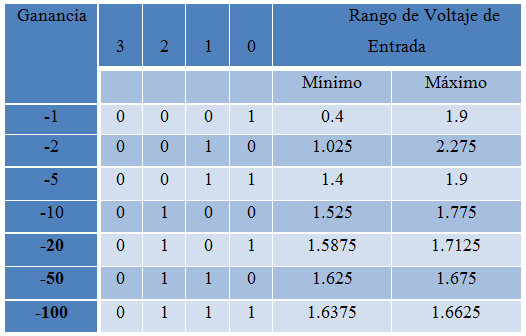 Ganancia 3 2 1 0 Rango de Voltaje de
Entrada
Mínimo Máximo
-1 0 0 0 1 0.4 1.9
-2 0 0 1 0 1.025 2.275
-5 0 0 1 1 1.4 1.9
-10 0 1 0 0 1.525 1.775
-20 0 1 0 1 1.5875 1.7125
-50 0 1 1 0 1.625 1.675
-100 0 1 1 1 1.6375 1.6625